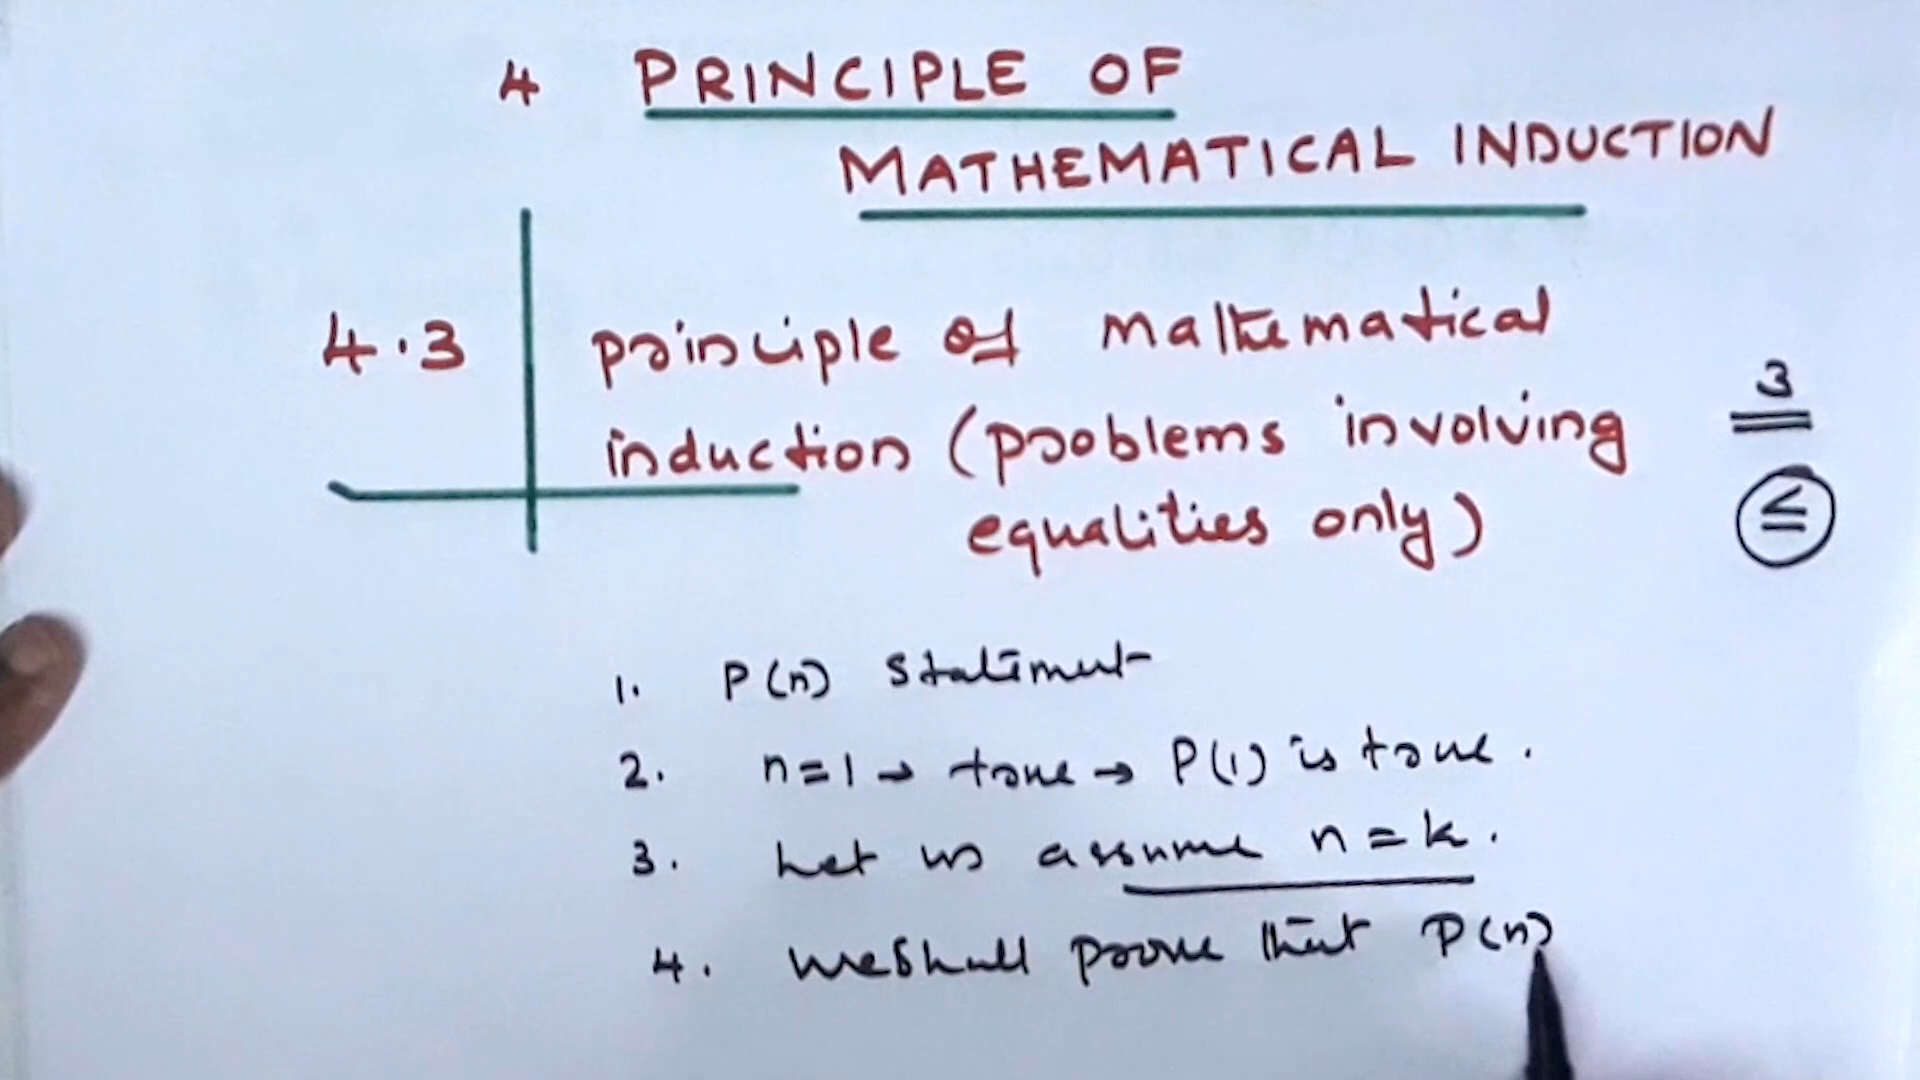 4 PRINCIPLE OF
MATHEMATICAL INDUCTION
4.3 principle of mathematical
induction (problems involving
equalities only)
3
≤
1. P(n) statement
2. n=1 → true → P(1) is true.
3. Let us assume n=k.
4. We shall prove that P(n)